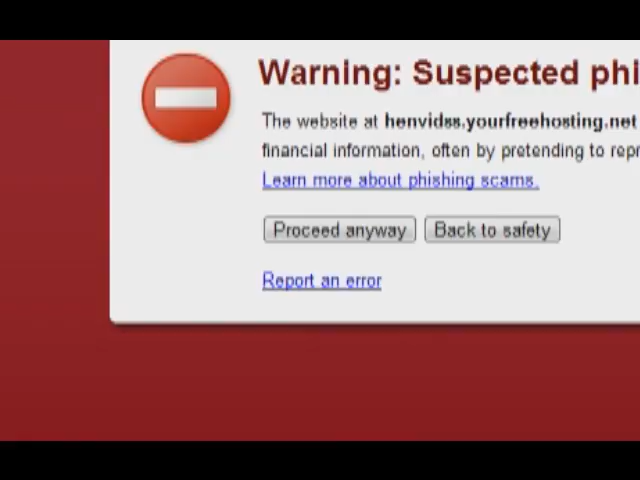 Warning: Suspected phi
The website at henvidss.yourfreehosting.net
financial information, often by pretending to repr
Learn more about phishing scams.
Proceed anyway Back to safety
Report an error